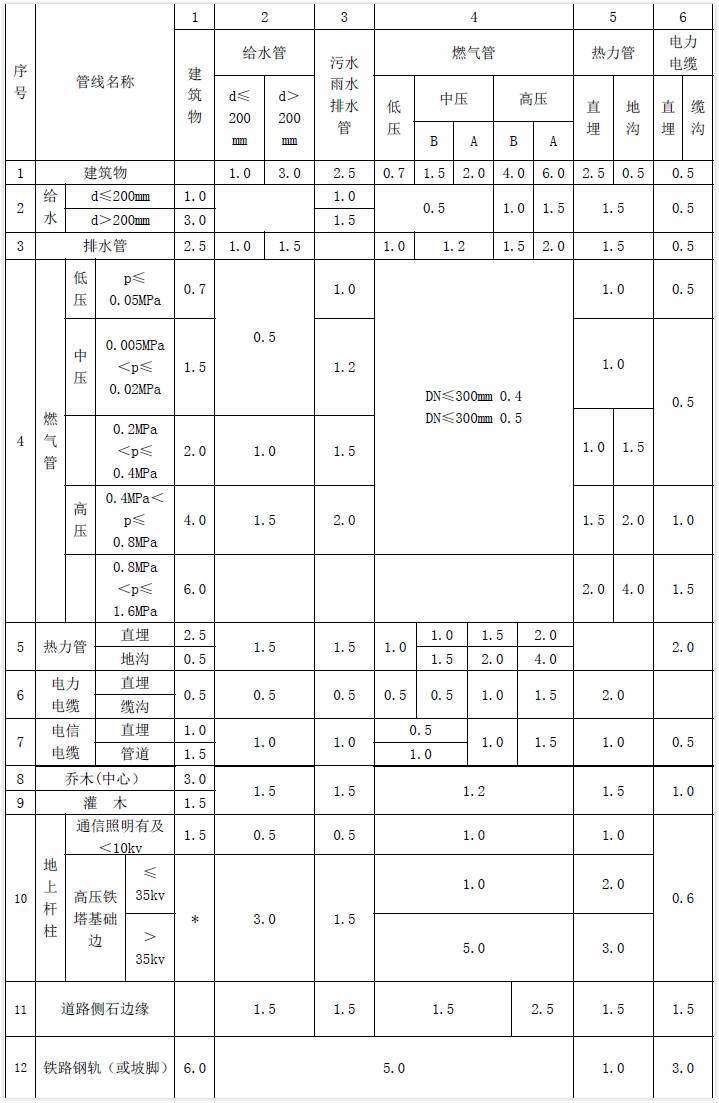 序号 管线名称 1 2 3 4 5 6
建筑物 给水管 污水雨水排水管 燃气管 热力管 电力电缆
d≤200mm d>200mm 低压 中压 高压 直埋 地沟 直埋 缆沟
B A B A
1 建筑物 1.0 3.0 2.5 0.7 1.5 2.0 4.0 6.0 2.5 0.5 0.5
2 给水 d≤200mm 1.0 1.0 0.5 1.0 1.5 1.5 0.5
d>200mm 3.0 1.5
3 排水管 2.5 1.0 1.5 1.0 1.2 1.5 2.0 1.5 0.5
4 燃气管 低压 p≤0.05MPa 0.7 0.5 1.0 DN≤300mm 0.4 1.0 0.5
DN≤300mm 0.5
中压 0.005MPa<p≤0.02MPa 1.5 1.2 1.0 0.5
0.2MPa<p≤0.4MPa 2.0 1.0 1.5 1.0 1.5
高压 0.4MPa<p≤0.8MPa 4.0 1.5 2.0 1.5 2.0 1.0
0.8MPa<p≤1.6MPa 6.0 2.0 4.0 1.5
5 热力管 直埋 2.5 1.5 1.5 1.0 1.0 1.5 2.0 2.0
地沟 0.5 1.5 2.0 4.0
6 电力电缆 直埋 0.5 0.5 0.5 0.5 0.5 1.0 1.5 2.0
缆沟
7 电信电缆 直埋 1.0 1.0 1.0 0.5 1.0 1.5 1.0 0.5
管道 1.5 1.0
8 乔木(中心) 3.0 1.5 1.5 1.2 1.5 1.0
9 灌 木 1.5
10 地上杆柱 通信照明有及<10kv 1.5 0.5 0.5 1.0 1.0 0.6
高压铁塔基础边 ≤35kv * 3.0 1.5 1.0 2.0
>35kv 5.0 3.0
11 道路侧石边缘 1.5 1.5 1.5 2.5 1.5 1.5
12 铁路钢轨(或坡脚) 6.0 5.0 1.0 3.0